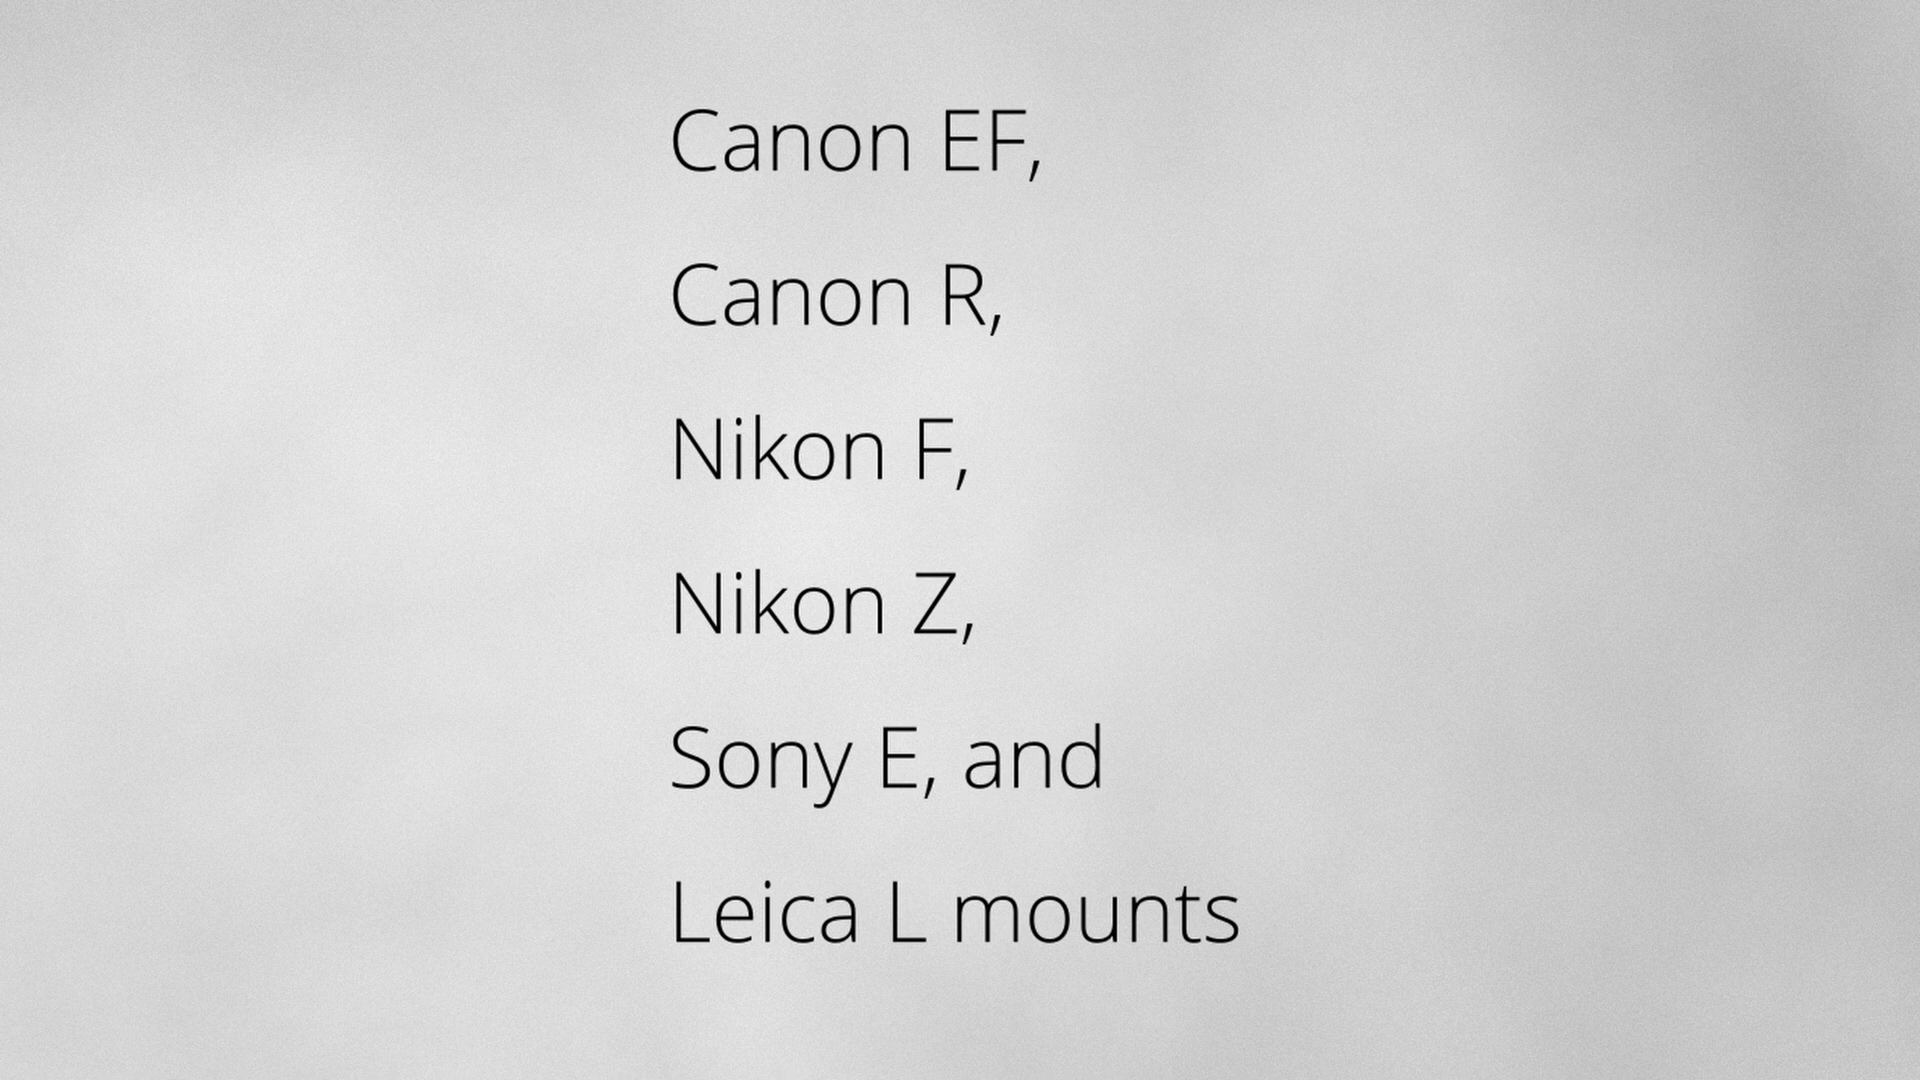 Canon EF,
Canon R,
Nikon F,
Nikon Z,
Sony E, and
Leica L mounts